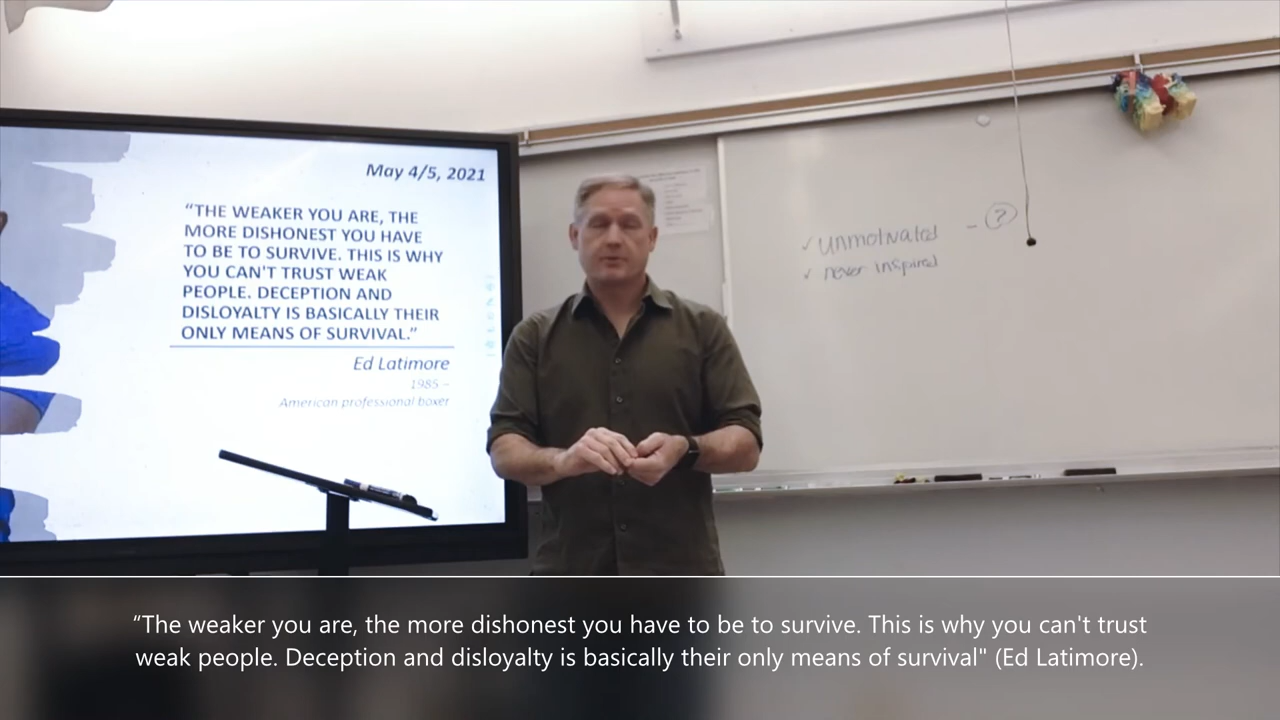 May 4/5, 2021
“THE WEAKER YOU ARE, THE
MORE DISHONEST YOU HAVE
TO BE TO SURVIVE. THIS IS WHY
YOU CAN'T TRUST WEAK
PEOPLE. DECEPTION AND
DISLOYALTY IS BASICALLY THEIR
ONLY MEANS OF SURVIVAL.”
Ed Latimore
1985 –
American professional boxer
✓ unmotivated – ?
✓ never inspired
“The weaker you are, the more dishonest you have to be to survive. This is why you can't trust
weak people. Deception and disloyalty is basically their only means of survival" (Ed Latimore).